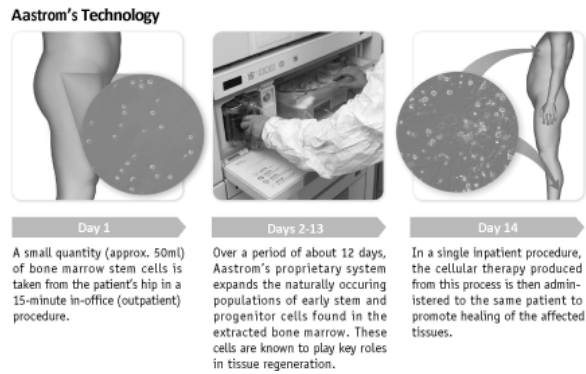 Aastrom's Technology
Day 1
A small quantity (approx. 50ml)
of bone marrow stem cells is
taken from the patient's hip in a
15-minute in-office (outpatient)
procedure.
Days 2-13
Over a period of about 12 days,
Aastrom's proprietary system
expands the naturally occuring
populations of early stem and
progenitor cells found in the
extracted bone marrow. These
cells are known to play key roles
in tissue regeneration.
Day 14
In a single inpatient procedure,
the cellular therapy produced
from this process is then admin-
istered to the same patient to
promote healing of the affected
tissues.